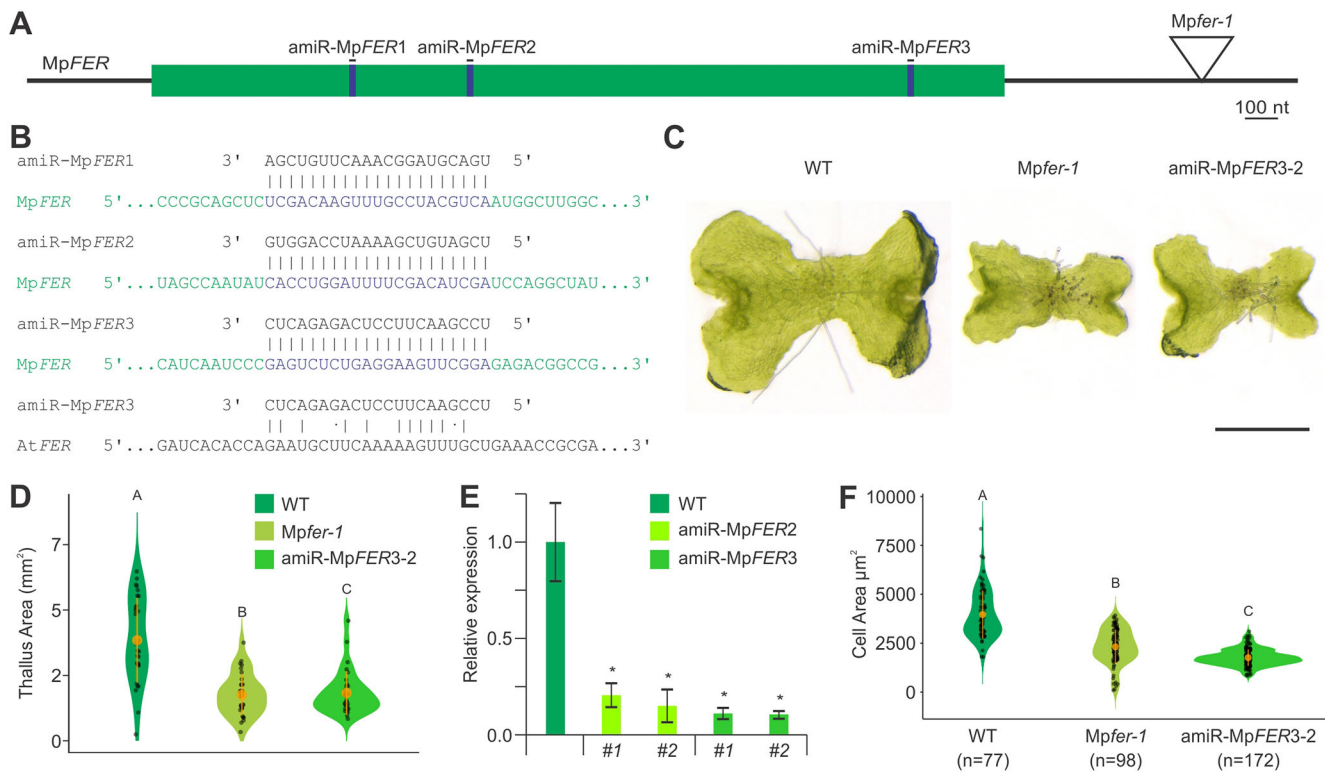 A
MpFER
amiR-MpFER1
amiR-MpFER2
amiR-MpFER3
Mpfer-1
100 nt
B
amiR-MpFER1 3' AGCUGUUCAAACGGAUGCAGU 5'
|||||||||||||||||||||
MpFER 5'...CCCGCAGCUCUCGACAAGUUUGCCUACGUCAAUGGCUUGGC...3'
amiR-MpFER2 3' GUGGACCUAAAAGCUGUAGCU 5'
|||||||||||||||||||||
MpFER 5'...UAGCCAAUAUCACCUGGAUUUUCGACAUCGAUCCAGGCUAU...3'
amiR-MpFER3 3' CUCAGAGACUCCUUCAAGCCU 5'
|||||||||||||||||||||
MpFER 5'...CAUCAAUCCCGAGUCUCUGAGGAAGUUCGGAGAGACGGCCG...3'
amiR-MpFER3 3' CUCAGAGACUCCUUCAAGCCU 5'
|| | ·| | |||||·|
AtFER 5'...GAUCACACCAGAAUGCUUCAAAAAGUUUGCUGAAACCGCGA...3'
C
WT
Mpfer-1
amiR-MpFER3-2
D
Thallus Area (mm²)
7
5
2
0
A
B
C
WT
Mpfer-1
amiR-MpFER3-2
E
Relative expression
1.0
0.5
0.0
* * * *
#1 #2 #1 #2
WT
amiR-MpFER2
amiR-MpFER3
F
Cell Area µm²
10000
7500
5000
2500
0
A
B
C
WT Mpfer-1 amiR-MpFER3-2
(n=77) (n=98) (n=172)